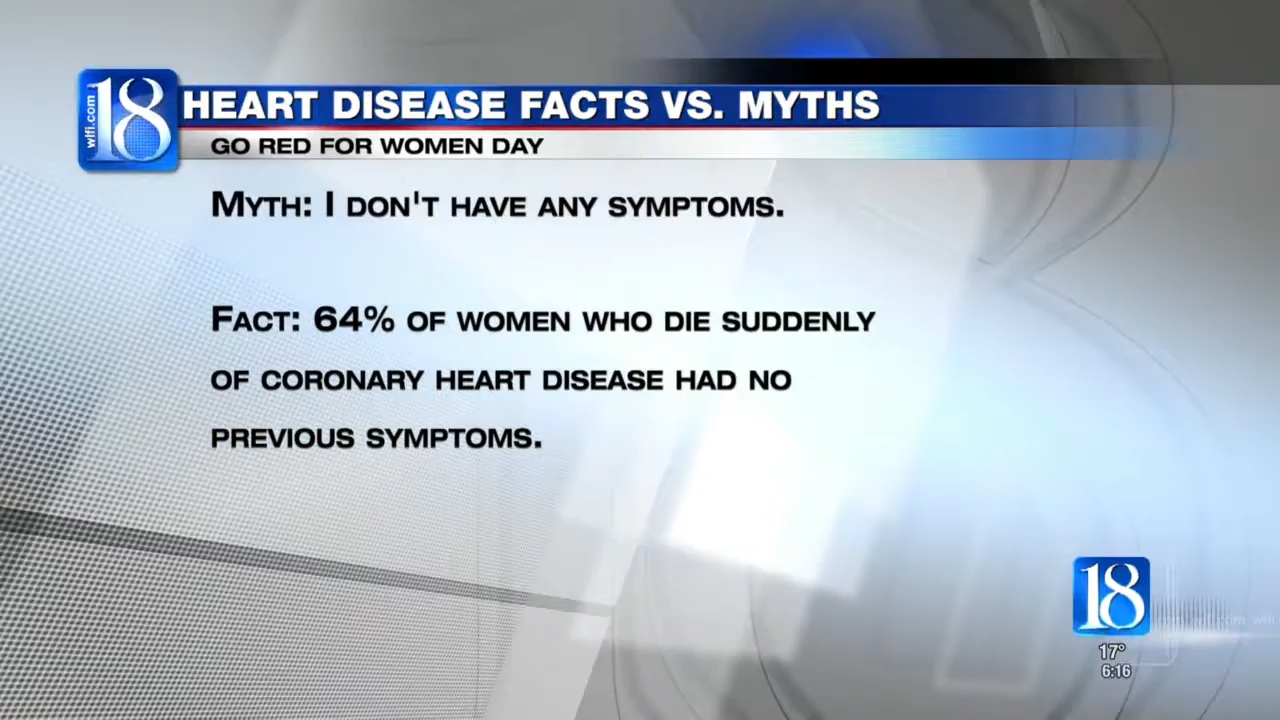 wlfi.com
18
HEART DISEASE FACTS VS. MYTHS
GO RED FOR WOMEN DAY
MYTH: I DON'T HAVE ANY SYMPTOMS.
FACT: 64% OF WOMEN WHO DIE SUDDENLY
OF CORONARY HEART DISEASE HAD NO
PREVIOUS SYMPTOMS.
18
17°
6:16